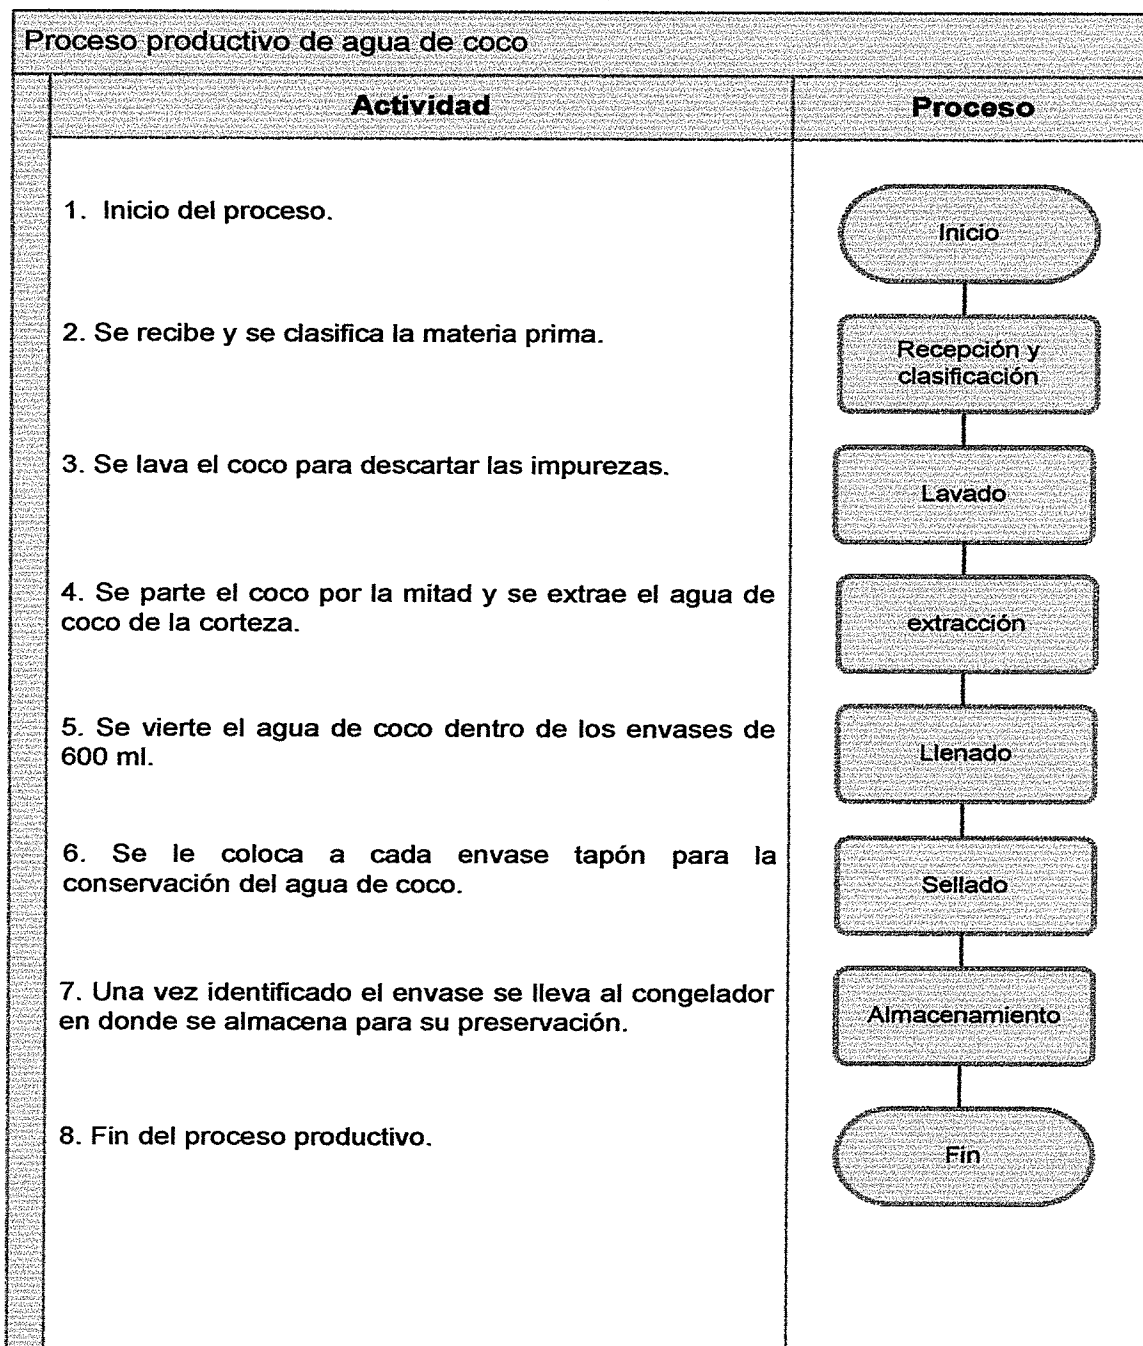 Proceso productivo de agua de coco
Actividad
Proceso
1. Inicio del proceso.
Inicio
2. Se recibe y se clasifica la materia prima.
Recepción y
clasificación
3. Se lava el coco para descartar las impurezas.
Lavado
4. Se parte el coco por la mitad y se extrae el agua de
coco de la corteza.
extracción
5. Se vierte el agua de coco dentro de los envases de
600 ml.
Llenado
6. Se le coloca a cada envase tapón para la
conservación del agua de coco.
Sellado
7. Una vez identificado el envase se lleva al congelador
en donde se almacena para su preservación.
Almacenamiento
8. Fin del proceso productivo.
Fin